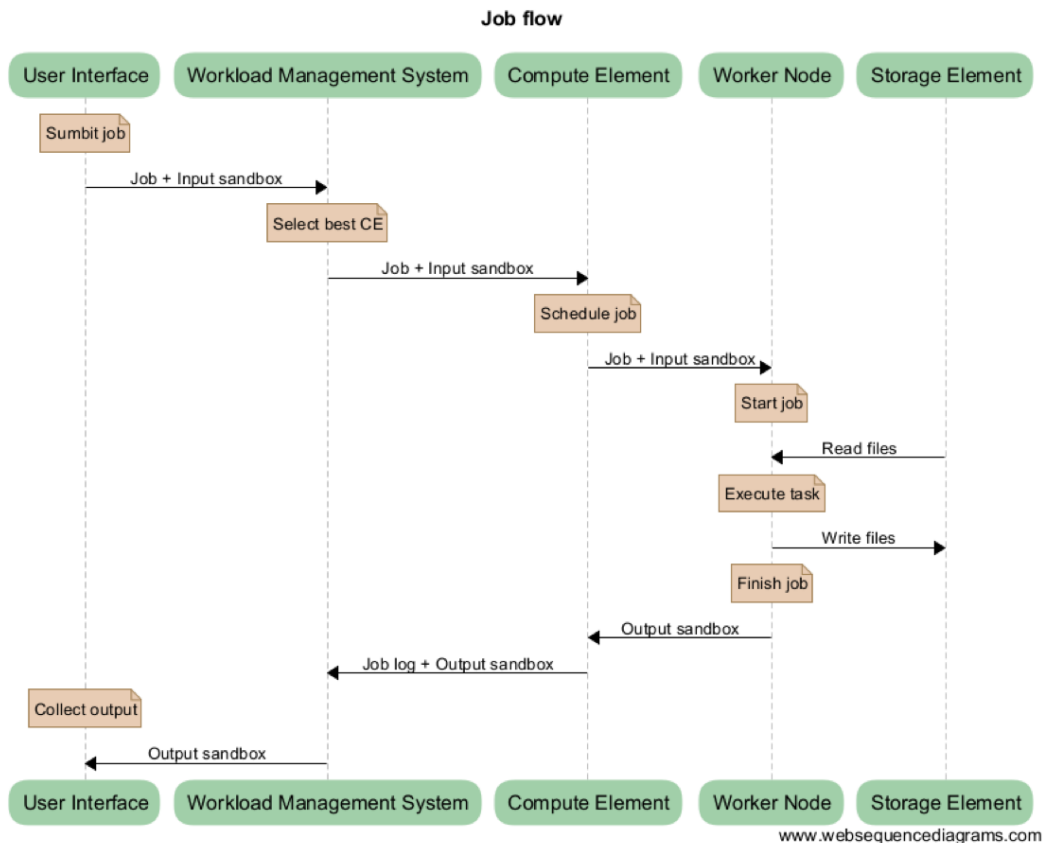 Job flow
User Interface
Workload Management System
Compute Element
Worker Node
Storage Element
Sumbit job
Job + Input sandbox
Select best CE
Job + Input sandbox
Schedule job
Job + Input sandbox
Start job
Read files
Execute task
Write files
Finish job
Output sandbox
Job log + Output sandbox
Collect output
Output sandbox
User Interface
Workload Management System
Compute Element
Worker Node
Storage Element
www.websequencediagrams.com